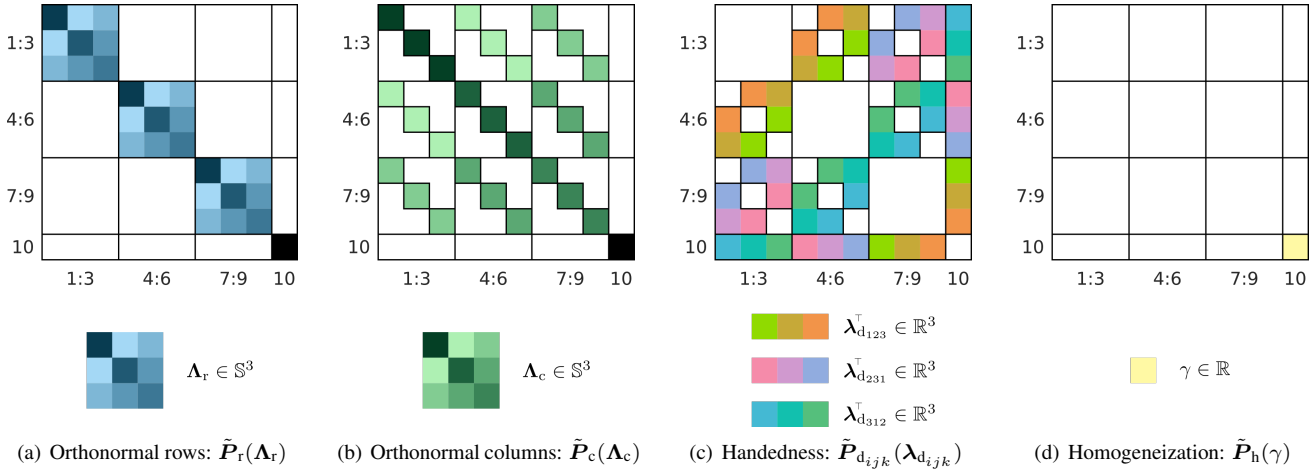 1:3
4:6
7:9
10
1:3 4:6 7:9 10
1:3
4:6
7:9
10
1:3 4:6 7:9 10
1:3
4:6
7:9
10
1:3 4:6 7:9 10
1:3
4:6
7:9
10
1:3 4:6 7:9 10
Λr ∈ 𝕊³
Λc ∈ 𝕊³
λ⊤d₁₂₃ ∈ ℝ³
λ⊤d₂₃₁ ∈ ℝ³
λ⊤d₃₁₂ ∈ ℝ³
γ ∈ ℝ
(a) Orthonormal rows: P̃r(Λr)
(b) Orthonormal columns: P̃c(Λc)
(c) Handedness: P̃dijk(λdijk)
(d) Homogeneization: P̃h(γ)